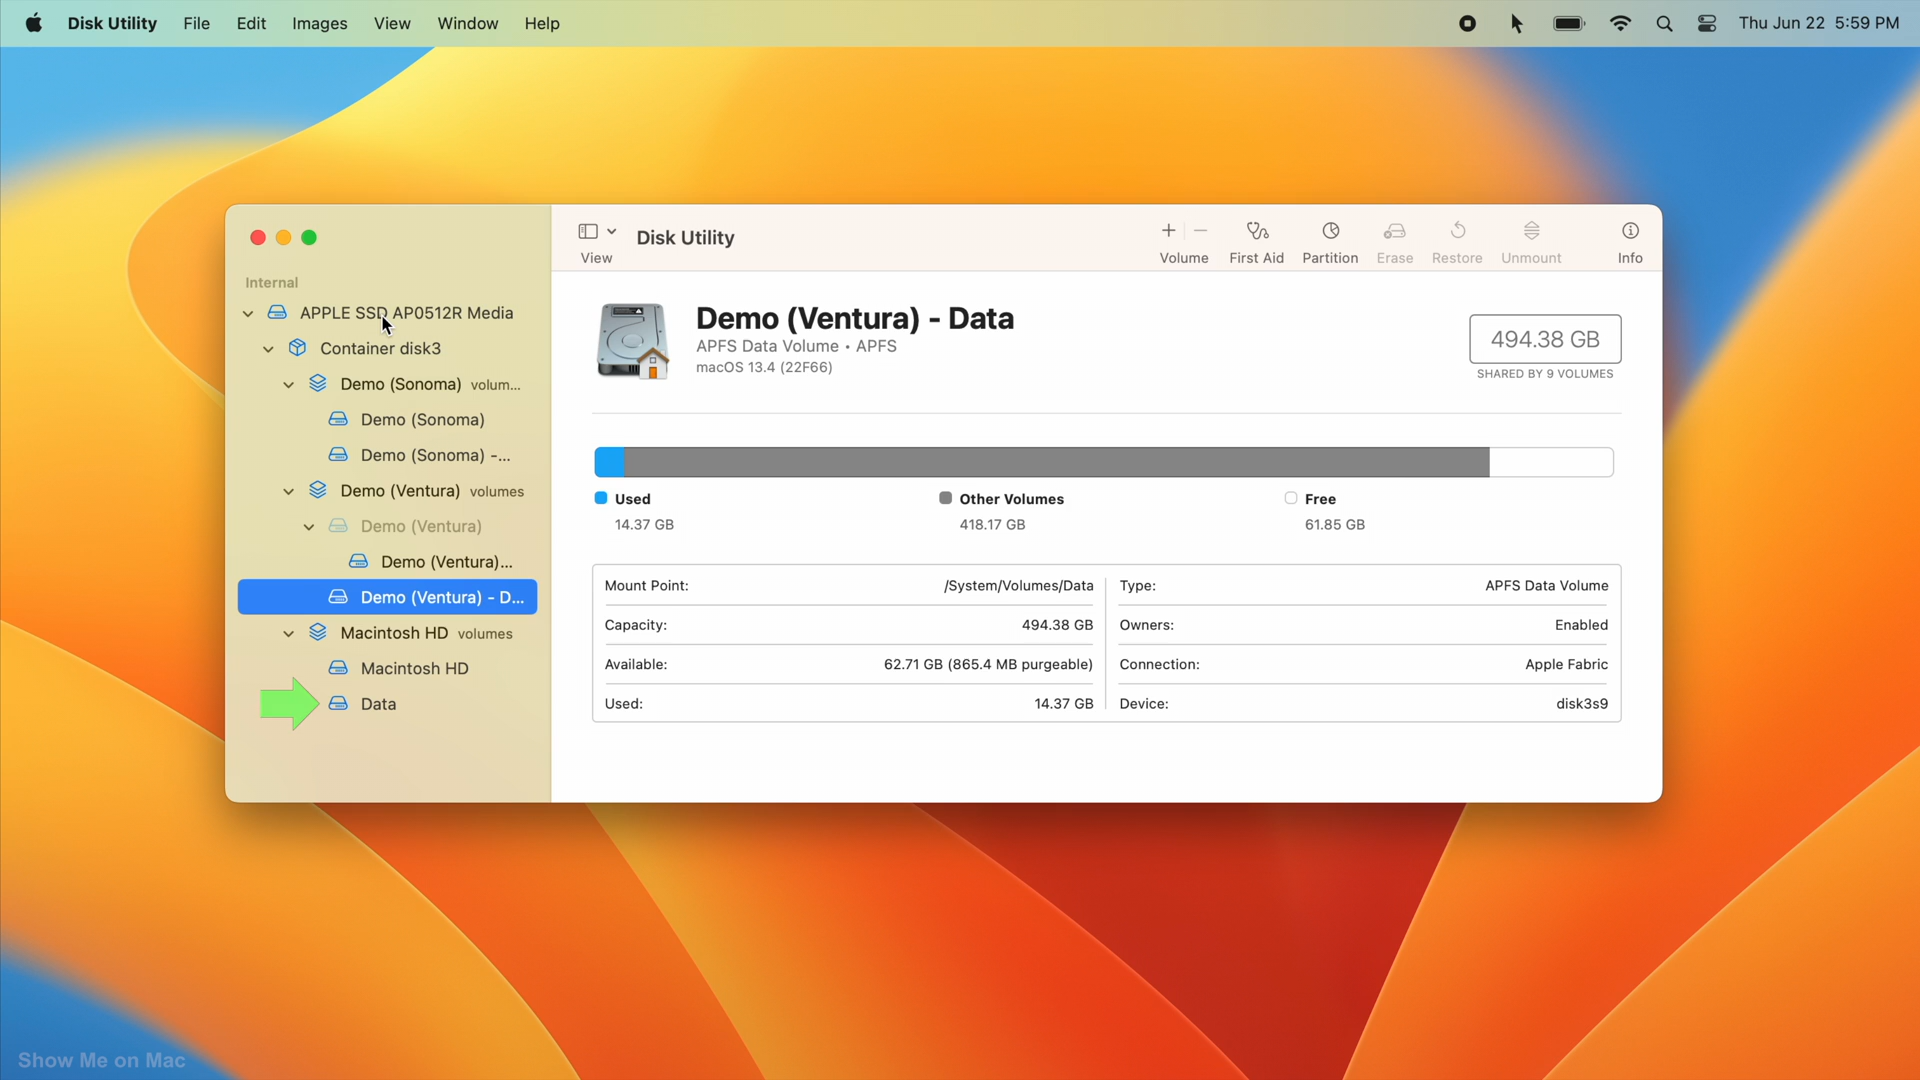 Disk Utility File Edit Images View Window Help Thu Jun 22 5:59 PM
Internal
APPLE SSD AP0512R Media
Container disk3
Demo (Sonoma) volum...
Demo (Sonoma)
Demo (Sonoma) -...
Demo (Ventura) volumes
Demo (Ventura)
Demo (Ventura)...
Demo (Ventura) - D...
Macintosh HD volumes
Macintosh HD
Data
View
Disk Utility
Volume First Aid Partition Erase Restore Unmount Info
Demo (Ventura) - Data
APFS Data Volume • APFS
macOS 13.4 (22F66)
494.38 GB
SHARED BY 9 VOLUMES
Used Other Volumes Free
14.37 GB 418.17 GB 61.85 GB
Mount Point: /System/Volumes/Data Type: APFS Data Volume
Capacity: 494.38 GB Owners: Enabled
Available: 62.71 GB (865.4 MB purgeable) Connection: Apple Fabric
Used: 14.37 GB Device: disk3s9
Show Me on Mac